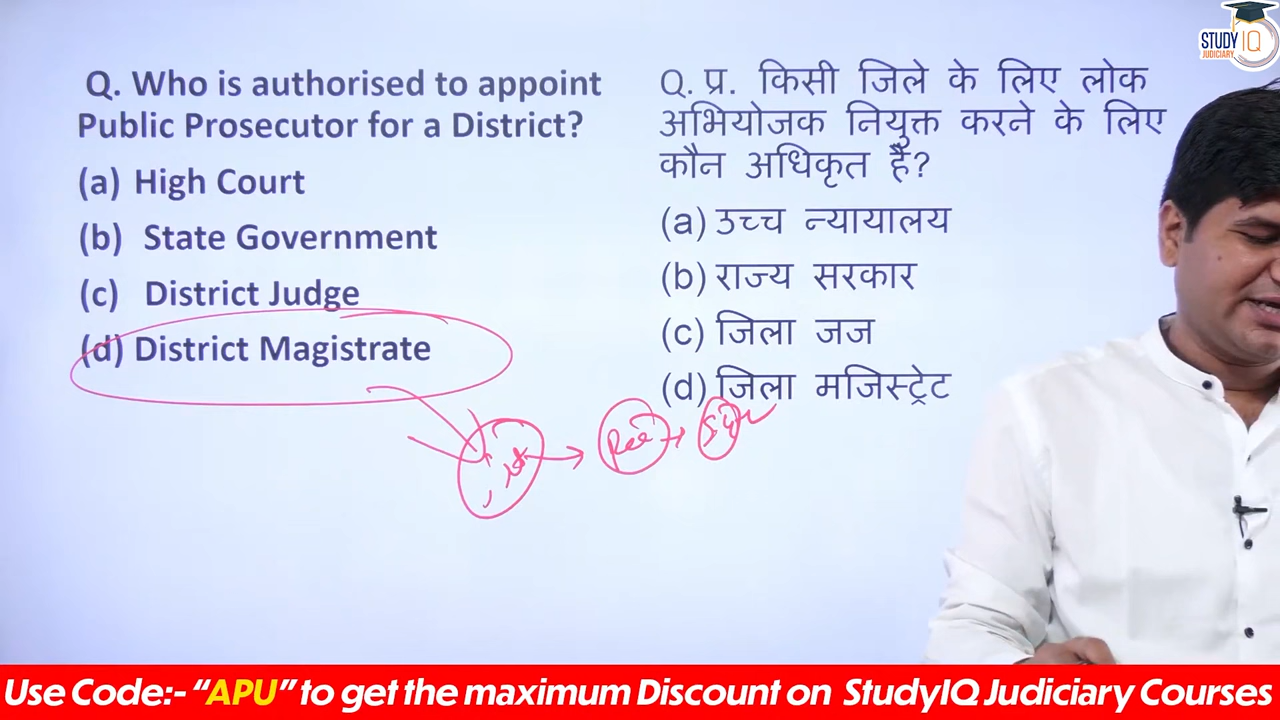 STUDY IQ
JUDICIARY
Q. Who is authorised to appoint
Public Prosecutor for a District?
(a) High Court
(b) State Government
(c) District Judge
(d) District Magistrate
Q. प्र. किसी जिले के लिए लोक
अभियोजक नियुक्त करने के लिए
कौन अधिकृत है?
(a) उच्च न्यायालय
(b) राज्य सरकार
(c) जिला जज
(d) जिला मजिस्ट्रेट
Use Code:- “APU” to get the maximum Discount on StudyIQ Judiciary Courses